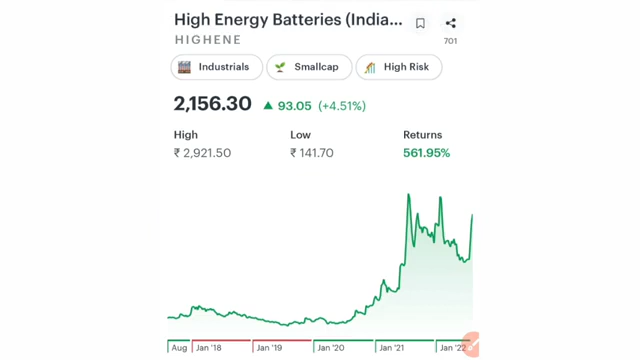 High Energy Batteries (India...
HIGHENE
701
Industrials Smallcap High Risk
2,156.30 ▲ 93.05 (+4.51%)
High Low Returns
₹ 2,921.50 ₹ 141.70 561.95%
Aug Jan '18 Jan '19 Jan '20 Jan '21 Jan '22